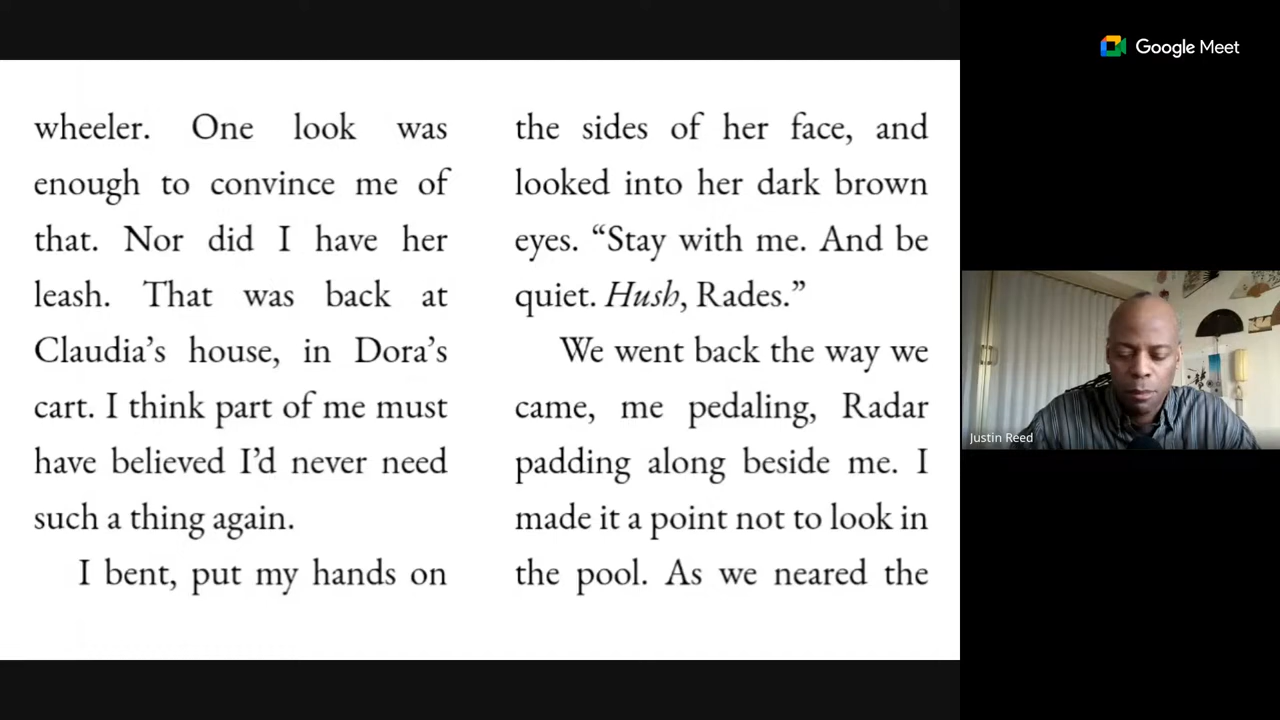 wheeler. One look was
enough to convince me of
that. Nor did I have her
leash. That was back at
Claudia’s house, in Dora’s
cart. I think part of me must
have believed I’d never need
such a thing again.
I bent, put my hands on
the sides of her face, and
looked into her dark brown
eyes. “Stay with me. And be
quiet. Hush, Rades.”
We went back the way we
came, me pedaling, Radar
padding along beside me. I
made it a point not to look in
the pool. As we neared the
Google Meet
Justin Reed